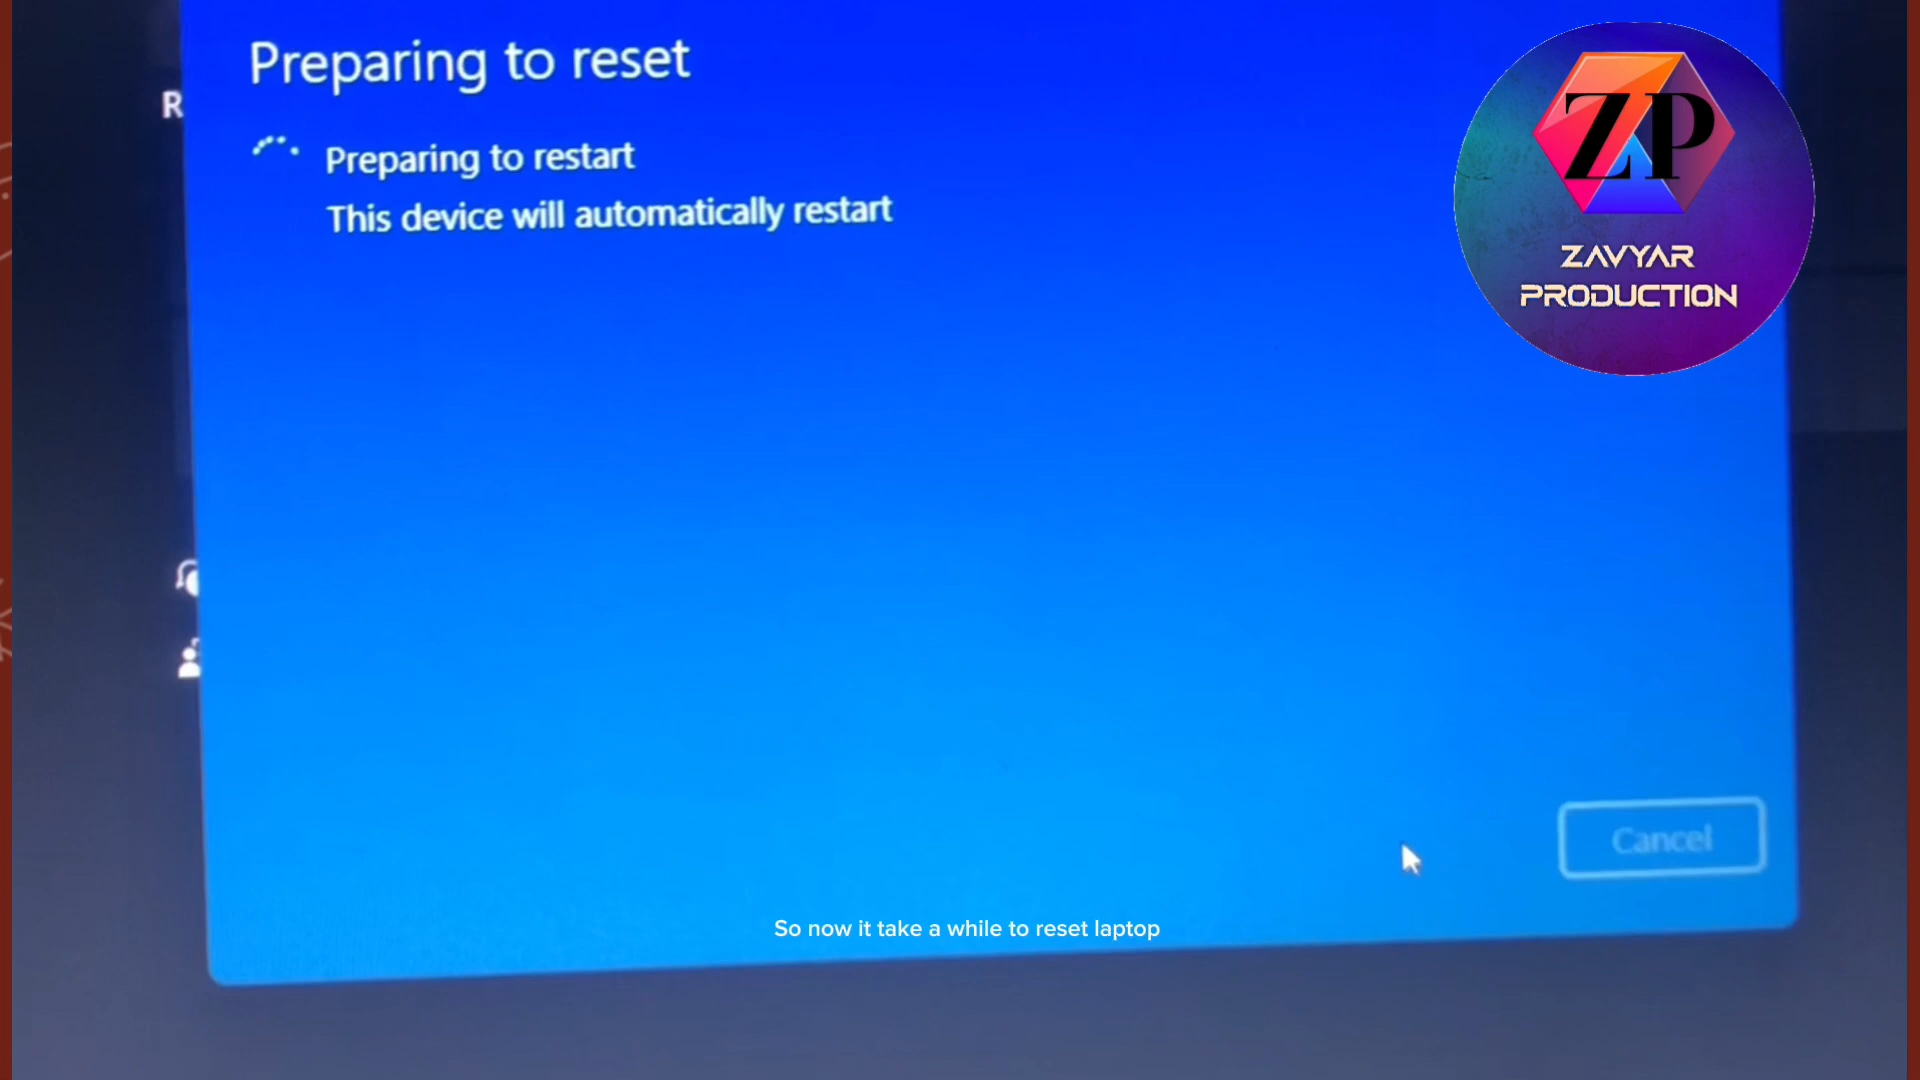 Preparing to reset
R
Preparing to restart
This device will automatically restart
ZP
ZAVYAR
PRODUCTION
Cancel
So now it take a while to reset laptop